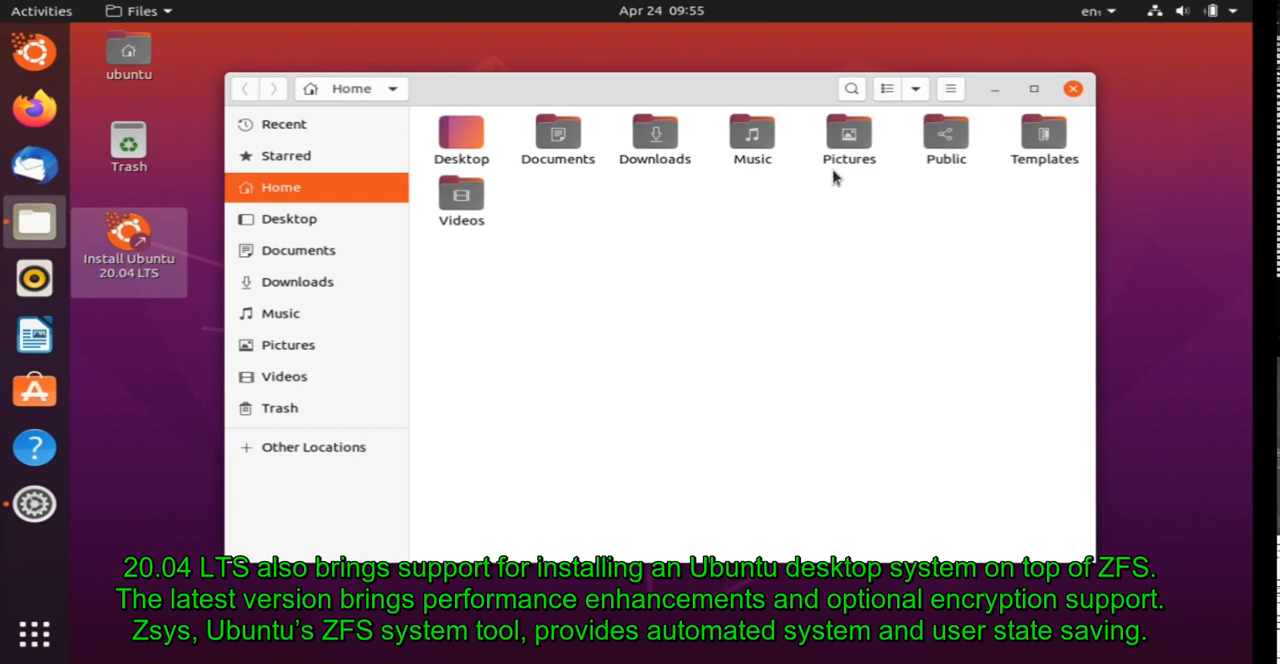 Activities
Files
Apr 24 09:55
en₁
ubuntu
Trash
Install Ubuntu
20.04 LTS
Home
Recent
Starred
Home
Desktop
Documents
Downloads
Music
Pictures
Videos
Trash
Other Locations
Desktop
Documents
Downloads
Music
Pictures
Public
Templates
Videos
20.04 LTS also brings support for installing an Ubuntu desktop system on top of ZFS.
The latest version brings performance enhancements and optional encryption support.
Zsys, Ubuntu’s ZFS system tool, provides automated system and user state saving.